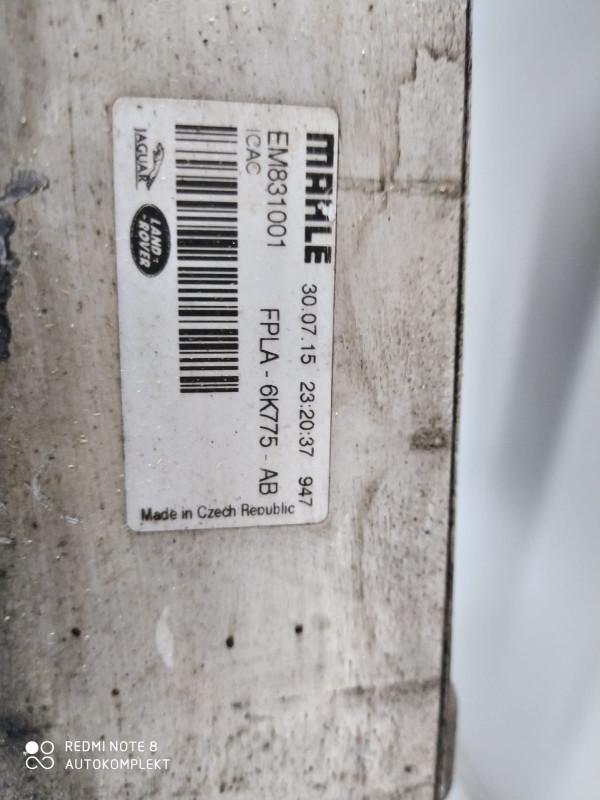 MAHLE 30.07.15 23:20:37 947
EM831001 FPLA - 6K775 - AB
ICAC
JAGUAR
LAND
-ROVER
Made in Czech Republic
REDMI NOTE 8
AUTOKOMPLEKT